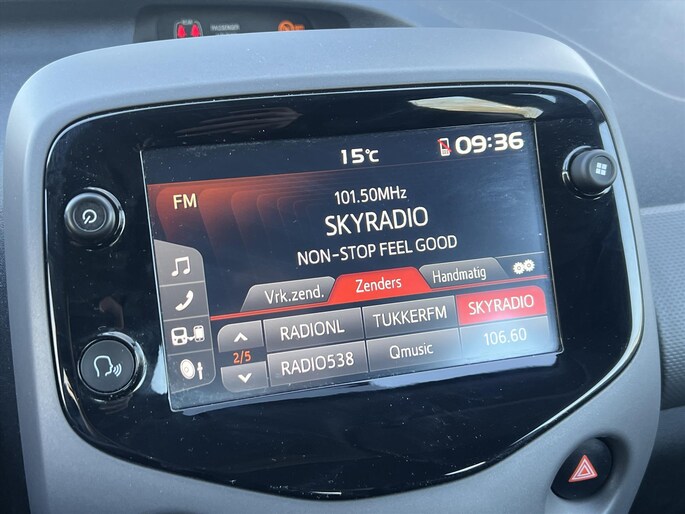 PASSENGER
15°C
09:36
FM
101.50MHz
SKYRADIO
NON-STOP FEEL GOOD
Vrk.zend. Zenders Handmatig
RADIONL TUKKERFM SKYRADIO
2/5
RADIO538 Qmusic 106.60